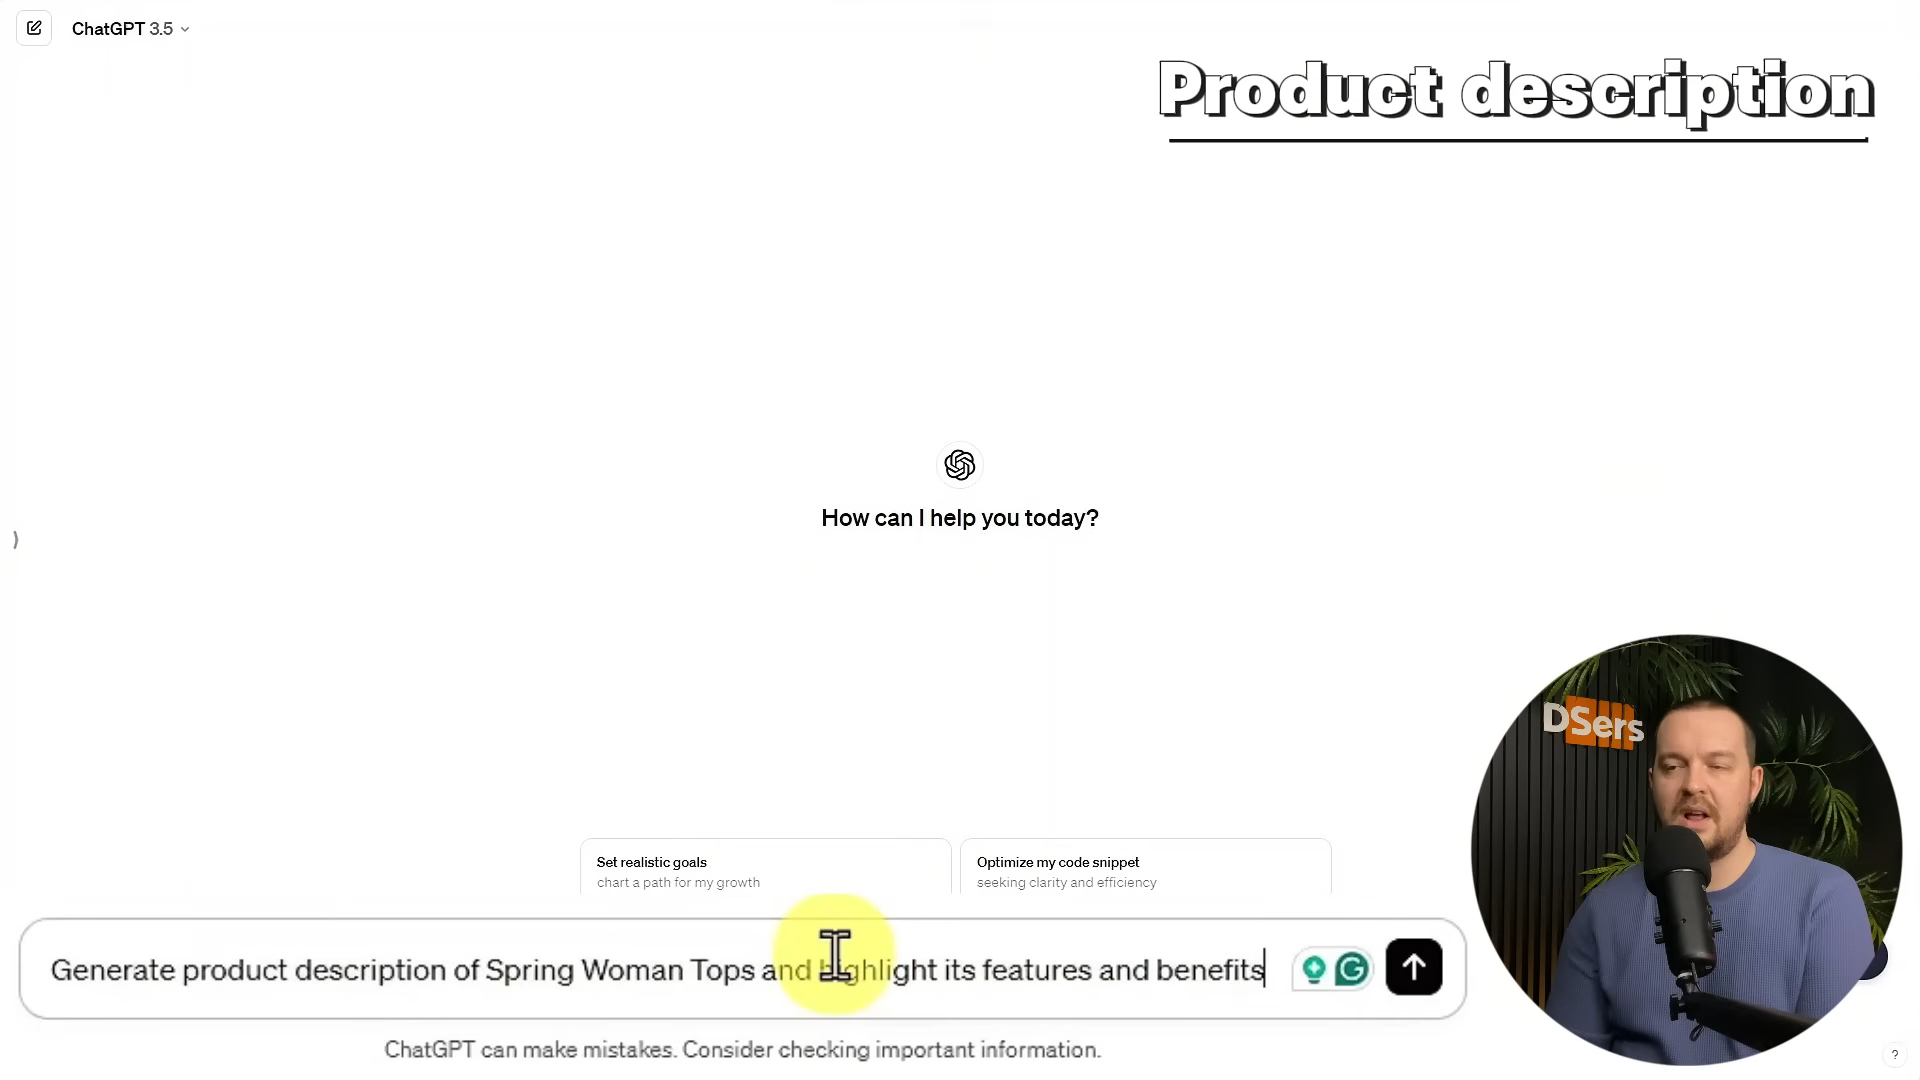 ChatGPT 3.5
Product description
How can I help you today?
DSers
Set realistic goals
chart a path for my growth
Optimize my code snippet
seeking clarity and efficiency
Generate product description of Spring Woman Tops and highlight its features and benefits
ChatGPT can make mistakes. Consider checking important information.
?